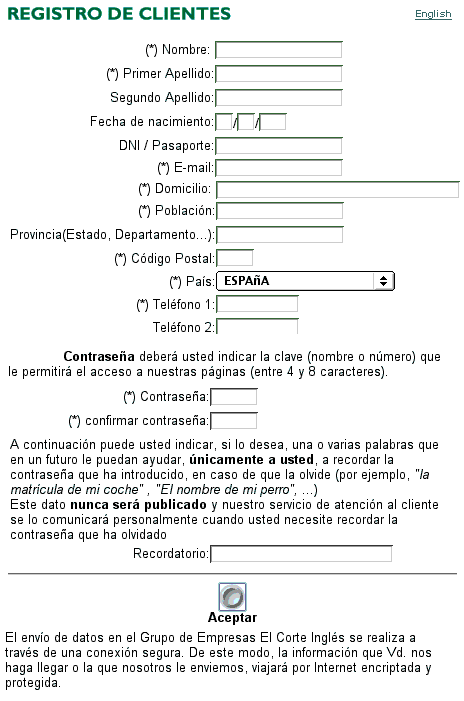 REGISTRO DE CLIENTES
English
(*) Nombre:
(*) Primer Apellido:
Segundo Apellido:
Fecha de nacimiento: / /
DNI / Pasaporte:
(*) E-mail:
(*) Domicilio:
(*) Población:
Provincia(Estado, Departamento...):
(*) Código Postal:
(*) País: ESPAñA
(*) Teléfono 1:
Teléfono 2:
Contraseña deberá usted indicar la clave (nombre o número) que
le permitirá el acceso a nuestras páginas (entre 4 y 8 caracteres).
(*) Contraseña:
(*) confirmar contraseña:
A continuación puede usted indicar, si lo desea, una o varias palabras que
en un futuro le puedan ayudar, únicamente a usted, a recordar la
contraseña que ha introducido, en caso de que la olvide (por ejemplo, "la
matrícula de mi coche" , "El nombre de mi perro", ...)
Este dato nunca será publicado y nuestro servicio de atención al cliente
se lo comunicará personalmente cuando usted necesite recordar la
contraseña que ha olvidado
Recordatorio:
Aceptar
El envío de datos en el Grupo de Empresas El Corte Inglés se realiza a
través de una conexión segura. De este modo, la información que Vd. nos
haga llegar o la que nosotros le enviemos, viajará por Internet encriptada y
protegida.